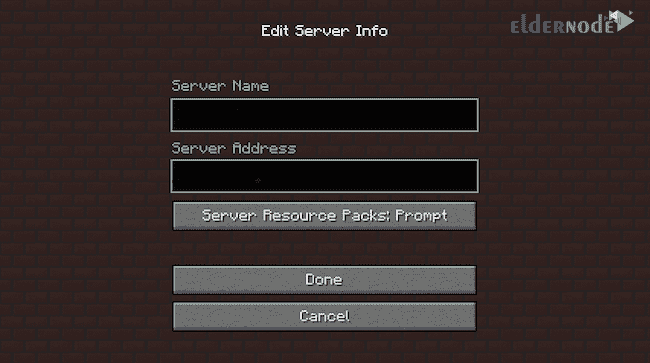 Edit Server Info
elderNode
Server Name
Server Address
Server Resource Packs: Prompt
Done
Cancel